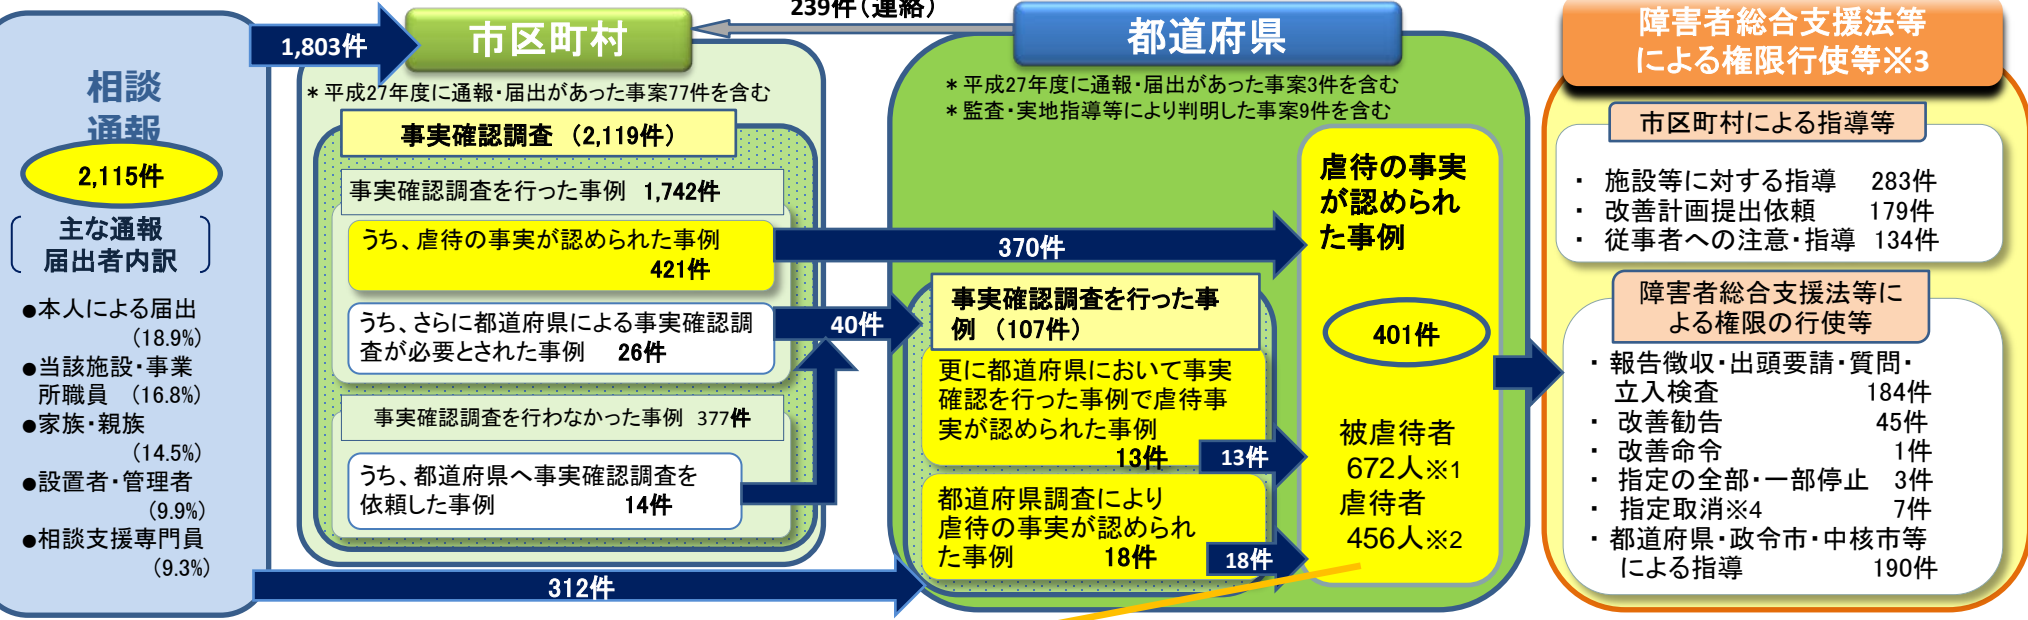 相談
通報
2,115件
主な通報
届出者内訳
●本人による届出
(18.9%)
●当該施設・事業
所職員 (16.8%)
●家族・親族
(14.5%)
●設置者・管理者
(9.9%)
●相談支援専門員
(9.3%)
1,803件
312件
市区町村
239件(連絡)
＊平成27年度に通報・届出があった事案77件を含む
事実確認調査 (2,119件)
事実確認調査を行った事例 1,742件
うち、虐待の事実が認められた事例
421件
うち、さらに都道府県による事実確認調
査が必要とされた事例 26件
事実確認調査を行わなかった事例 377件
うち、都道府県へ事実確認調査を
依頼した事例 14件
370件
40件
都道府県
＊平成27年度に通報・届出があった事案3件を含む
＊監査・実地指導等により判明した事案9件を含む
事実確認調査を行った事
例 (107件)
更に都道府県において事実
確認を行った事例で虐待事
実が認められた事例
13件
13件
都道府県調査により
虐待の事実が認められ
た事例 18件
18件
虐待の事実
が認められ
た事例
401件
被虐待者
672人※1
虐待者
456人※2
障害者総合支援法等
による権限行使等※3
市区町村による指導等
・ 施設等に対する指導 283件
・ 改善計画提出依頼 179件
・ 従事者への注意・指導 134件
障害者総合支援法等に
よる権限の行使等
・報告徴収・出頭要請・質問・
立入検査 184件
・ 改善勧告 45件
・ 改善命令 1件
・ 指定の全部・一部停止 3件
・ 指定取消※4 7件
・都道府県・政令市・中核市等
による指導 190件